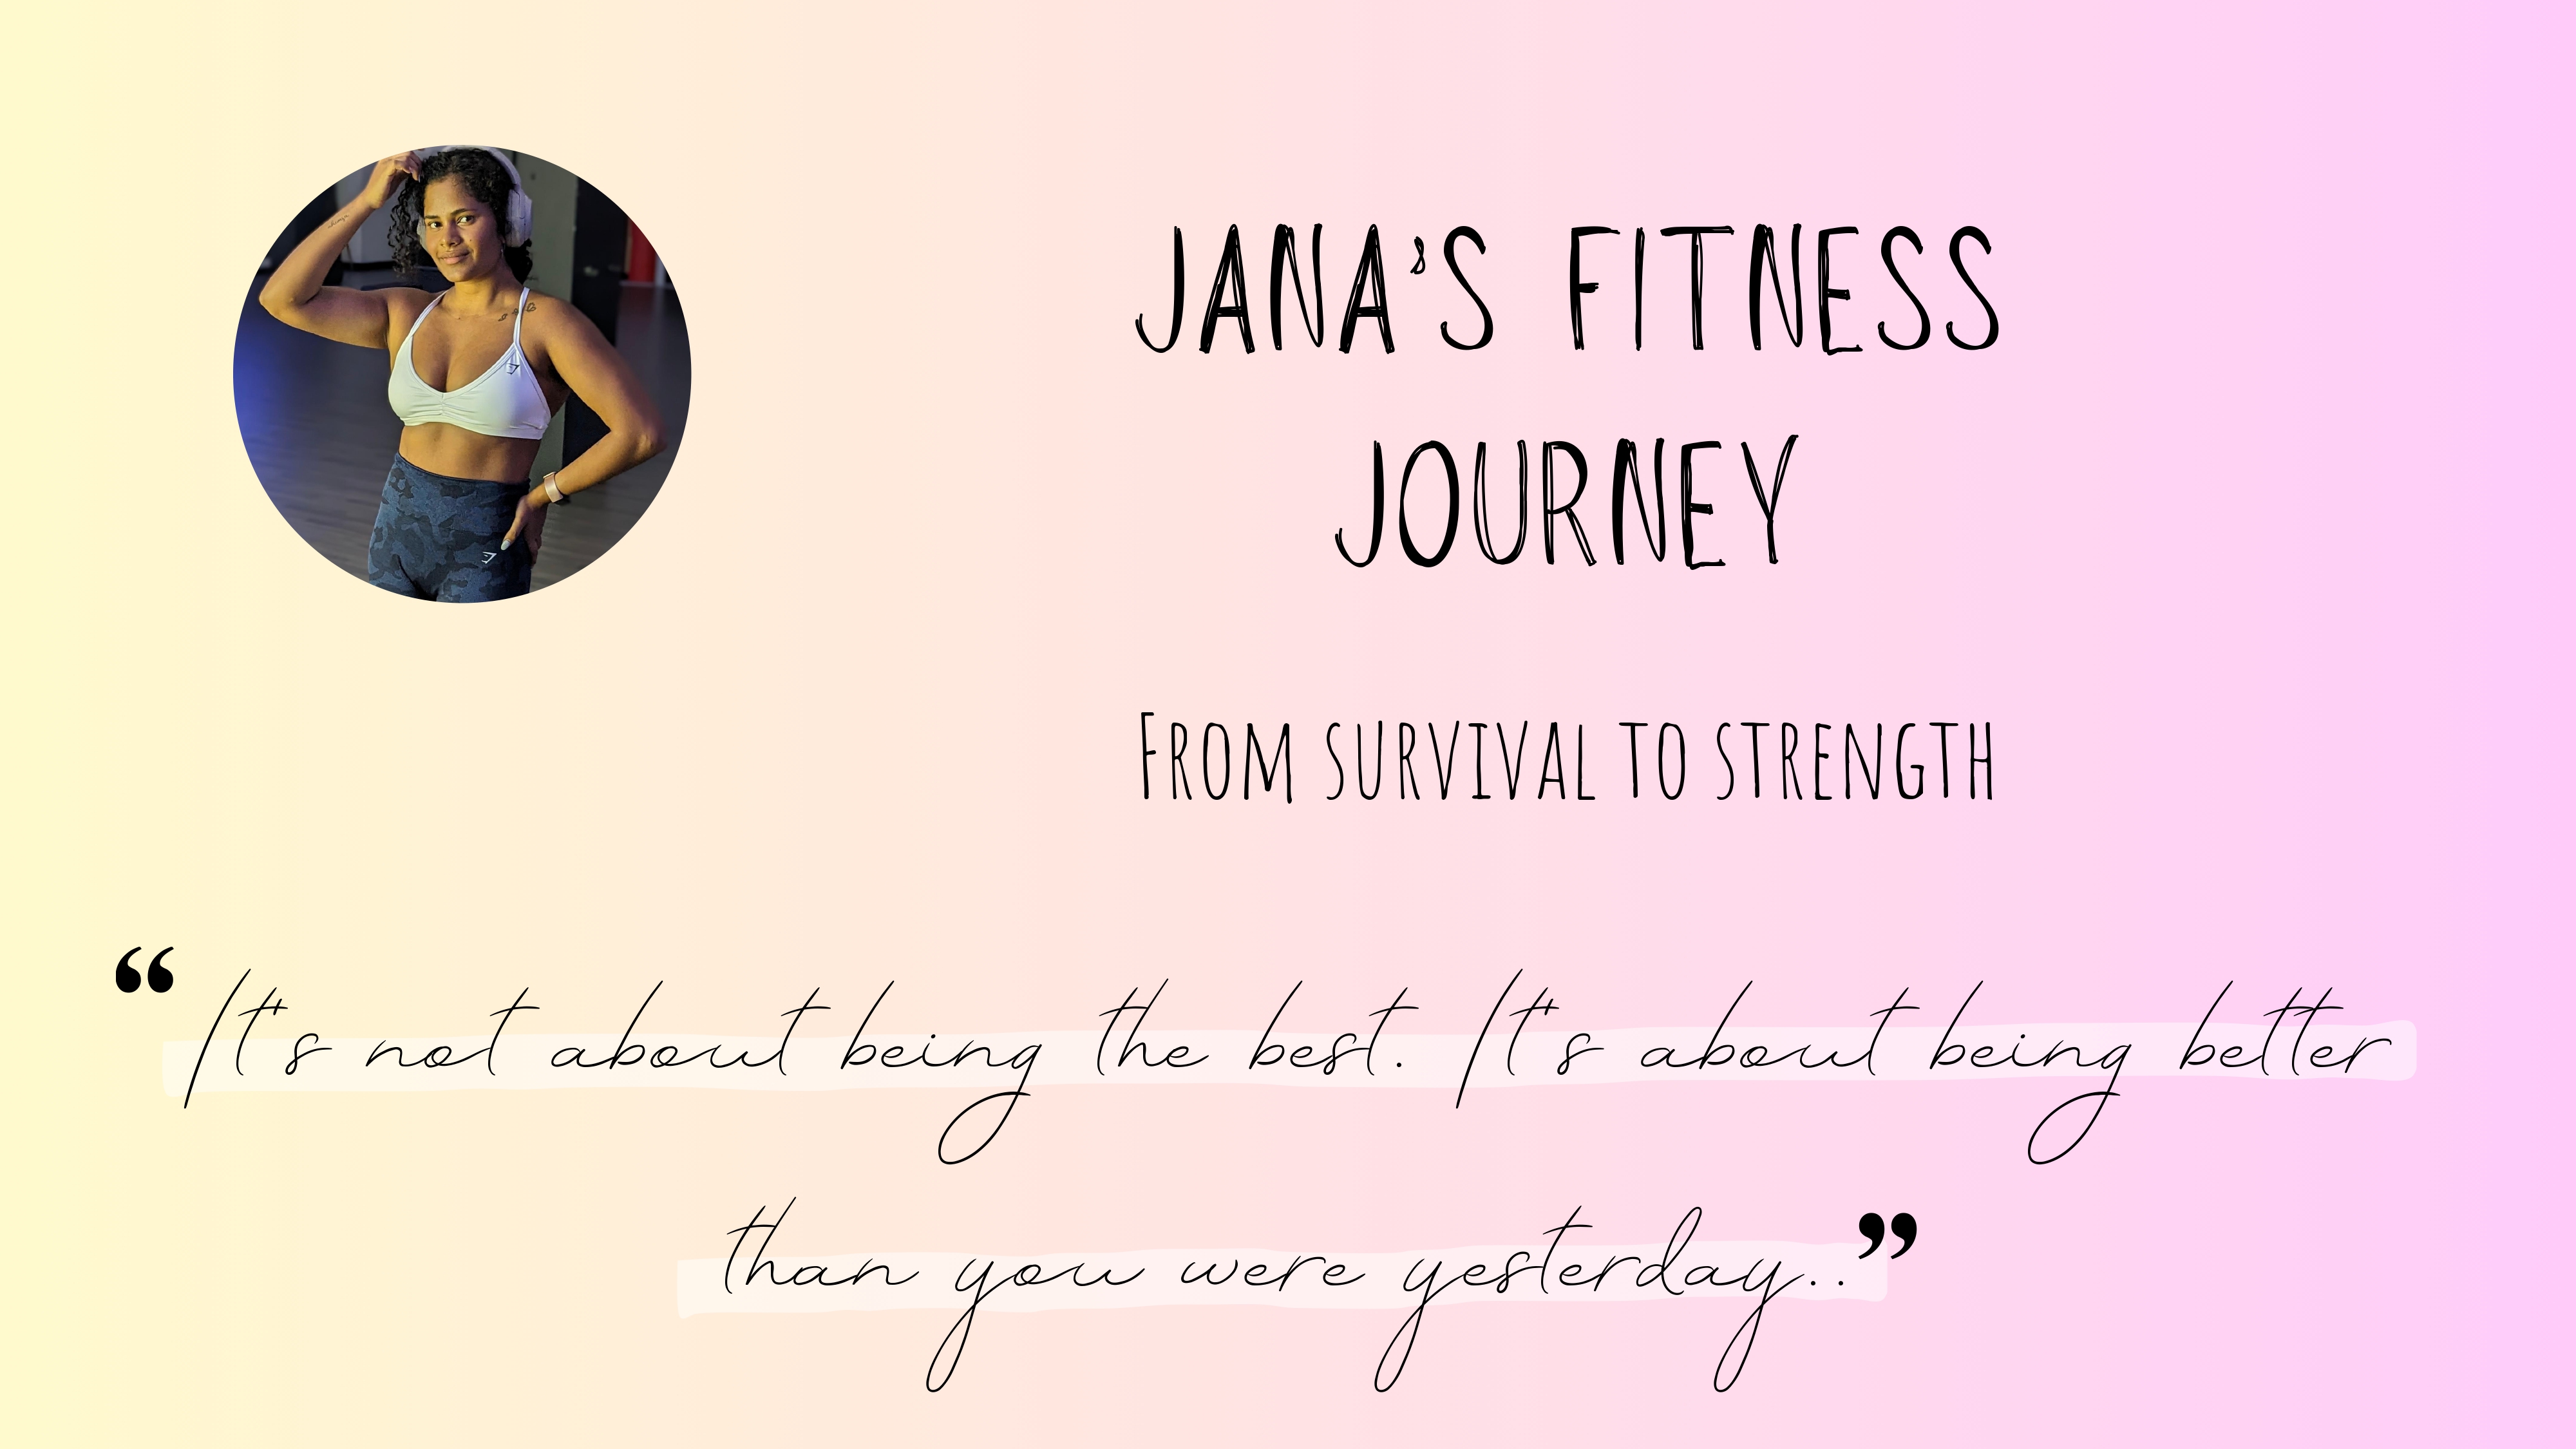 JANA'S FITNESS
JOURNEY
FROM SURVIVAL TO STRENGTH
“It's not about being the best. It's about being better
than you were yesterday..”